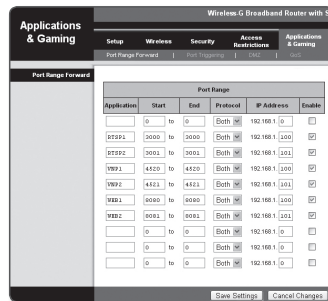 Wireless-G Broadband Router with S
Applications & Gaming
Setup Wireless Security Access Restrictions Applications & Gaming
Port Range Forward | Port Triggering | DMZ | QoS
Port Range Forward
Port Range
Application Start End Protocol IP Address Enable
0 to 0 Both 192.168.1. 0
RTSP1 3000 to 3000 Both 192.168.1. 100
RTSP2 3001 to 3001 Both 192.168.1. 101
VNP1 4520 to 4520 Both 192.168.1. 100
VNP2 4521 to 4521 Both 192.168.1. 101
WEB1 8080 to 8080 Both 192.168.1. 100
WEB2 8081 to 8081 Both 192.168.1. 101
0 to 0 Both 192.168.1. 0
0 to 0 Both 192.168.1. 0
0 to 0 Both 192.168.1. 0
Save Settings Cancel Changes